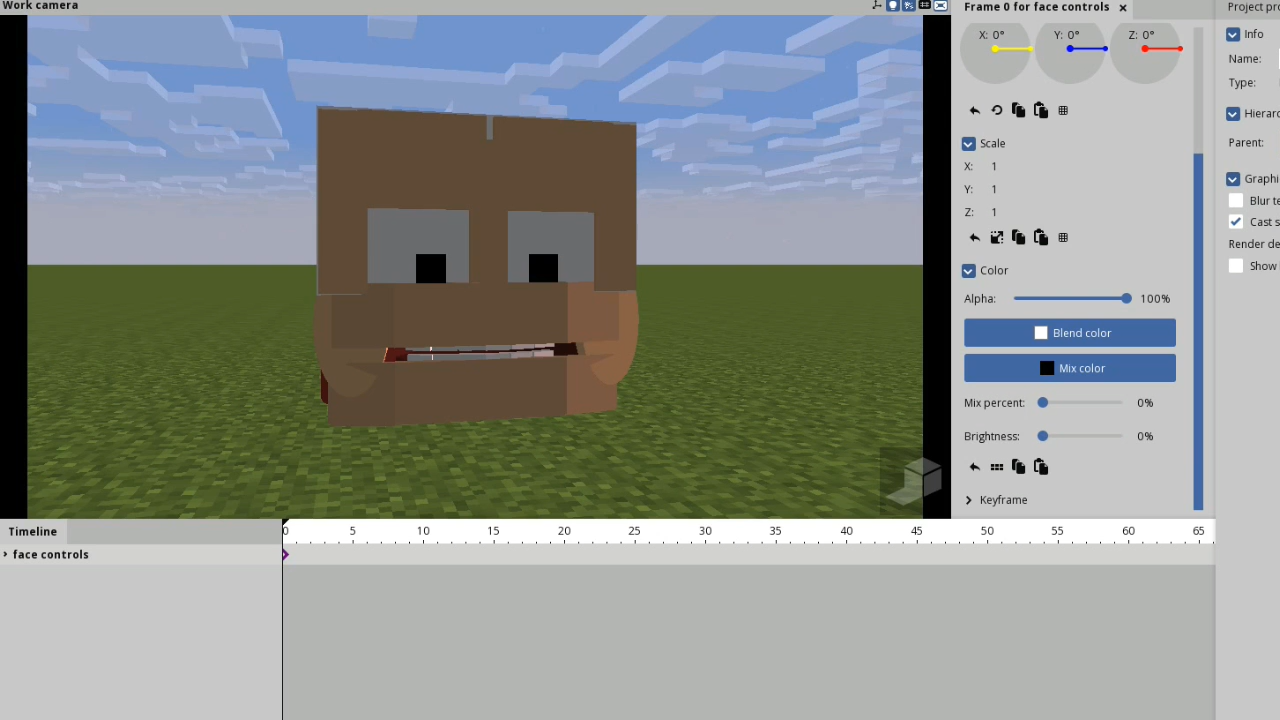 Work camera
Frame 0 for face controls
Project pro
X: 0° Y: 0° Z: 0°
Scale
X: 1
Y: 1
Z: 1
Color
Alpha: 100%
Blend color
Mix color
Mix percent: 0%
Brightness: 0%
Keyframe
Info
Name:
Type:
Hierarc
Parent:
Graphi
Blur te
Cast s
Render de
Show
Timeline
0 5 10 15 20 25 30 35 40 45 50 55 60 65
face controls